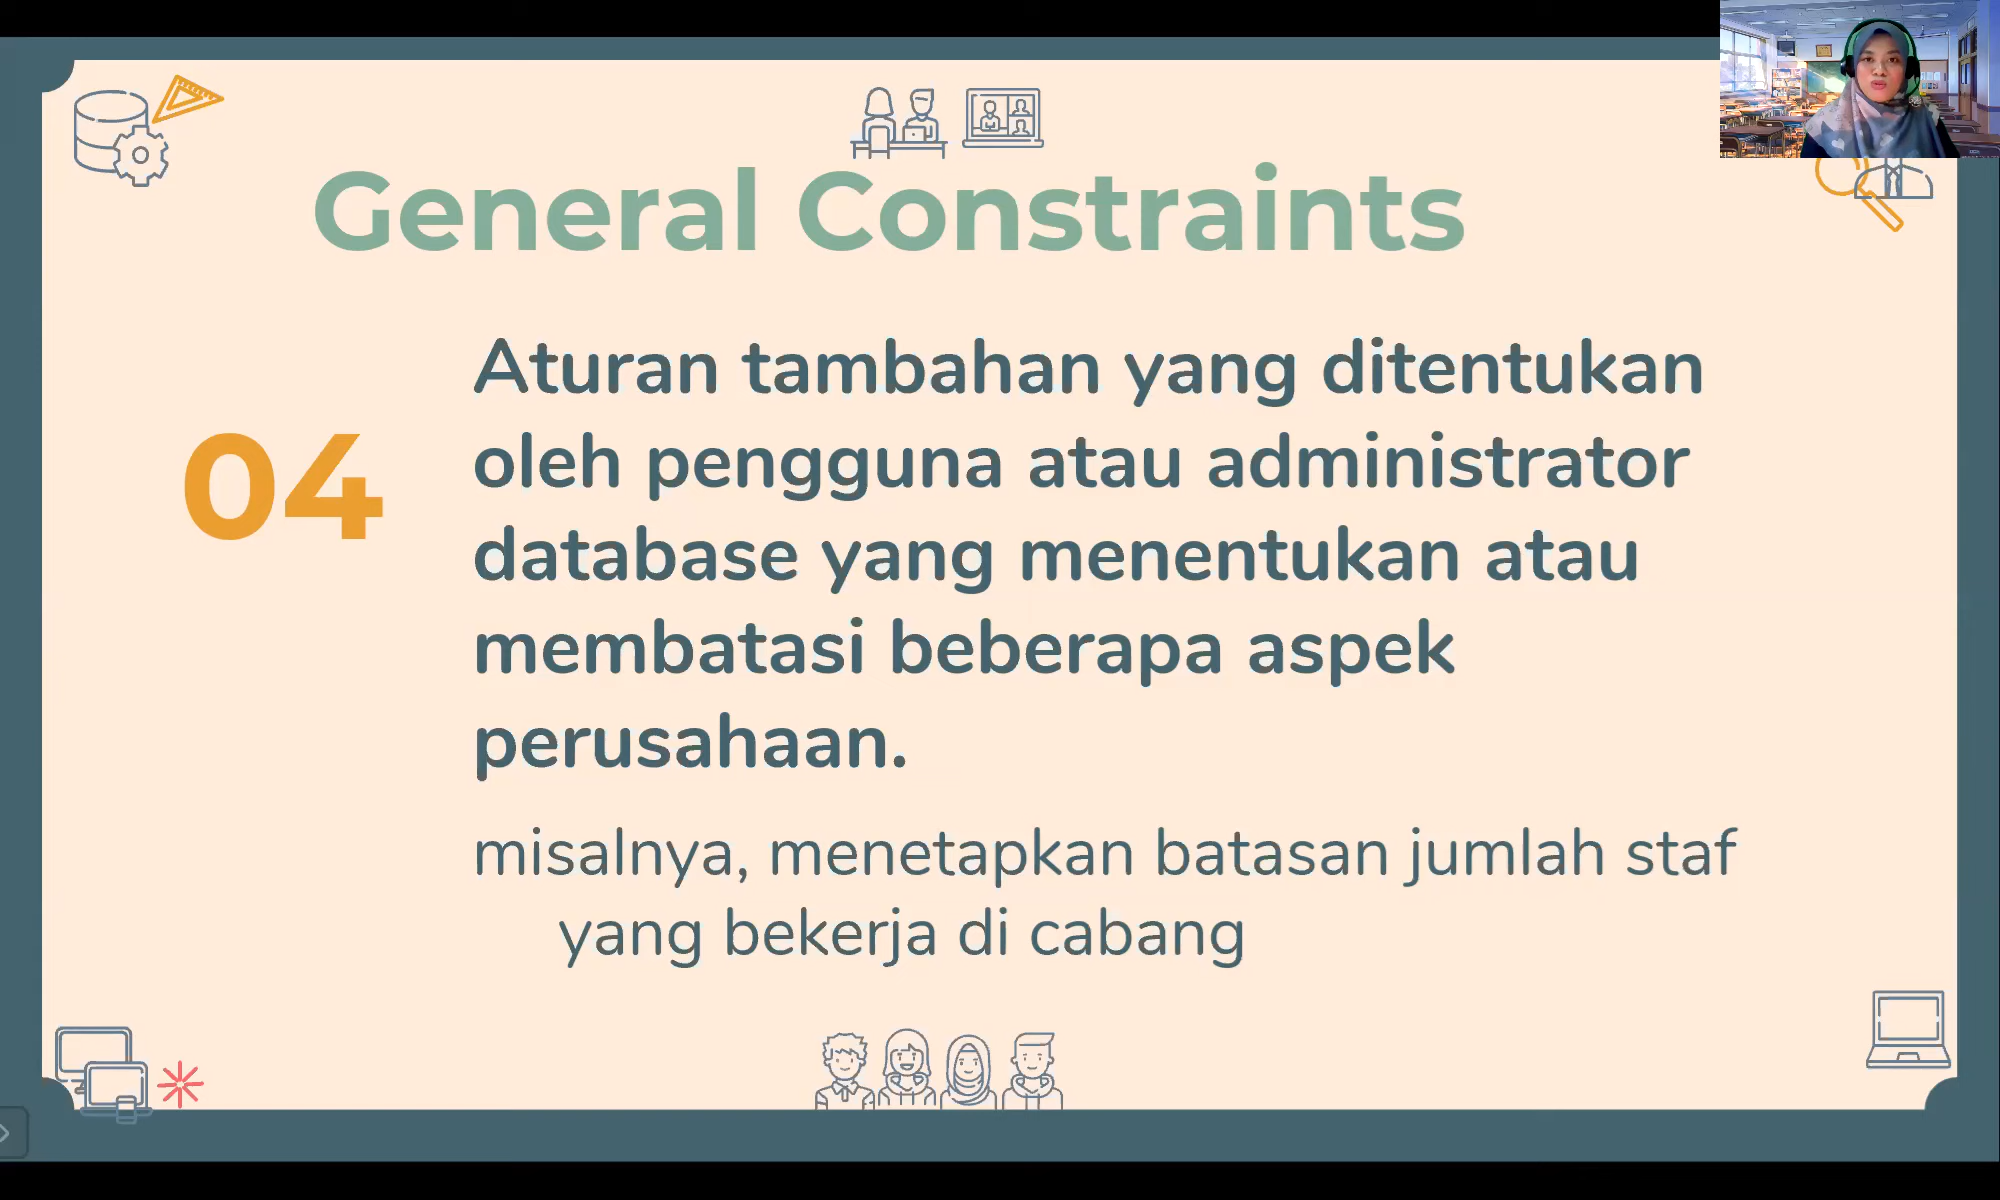 General Constraints
04
Aturan tambahan yang ditentukan
oleh pengguna atau administrator
database yang menentukan atau
membatasi beberapa aspek
perusahaan.
misalnya, menetapkan batasan jumlah staf
yang bekerja di cabang